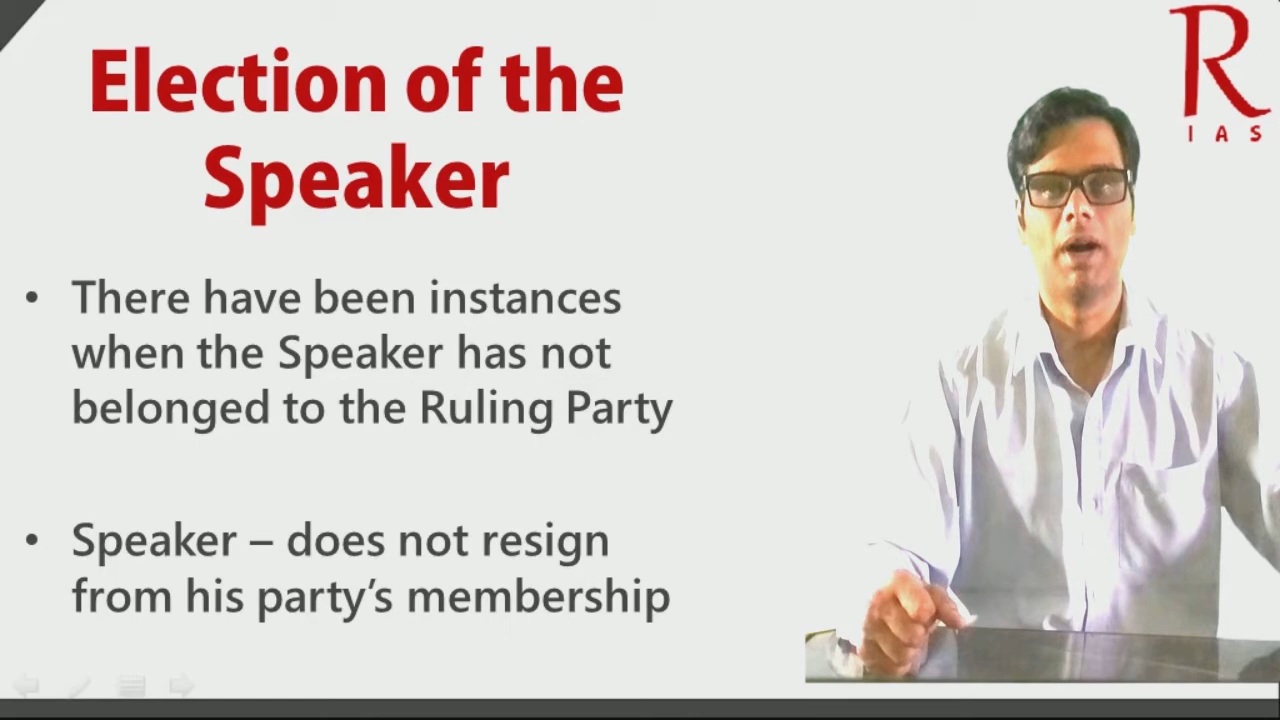 Election of the
Speaker
R
IAS
• There have been instances
when the Speaker has not
belonged to the Ruling Party
• Speaker – does not resign
from his party's membership